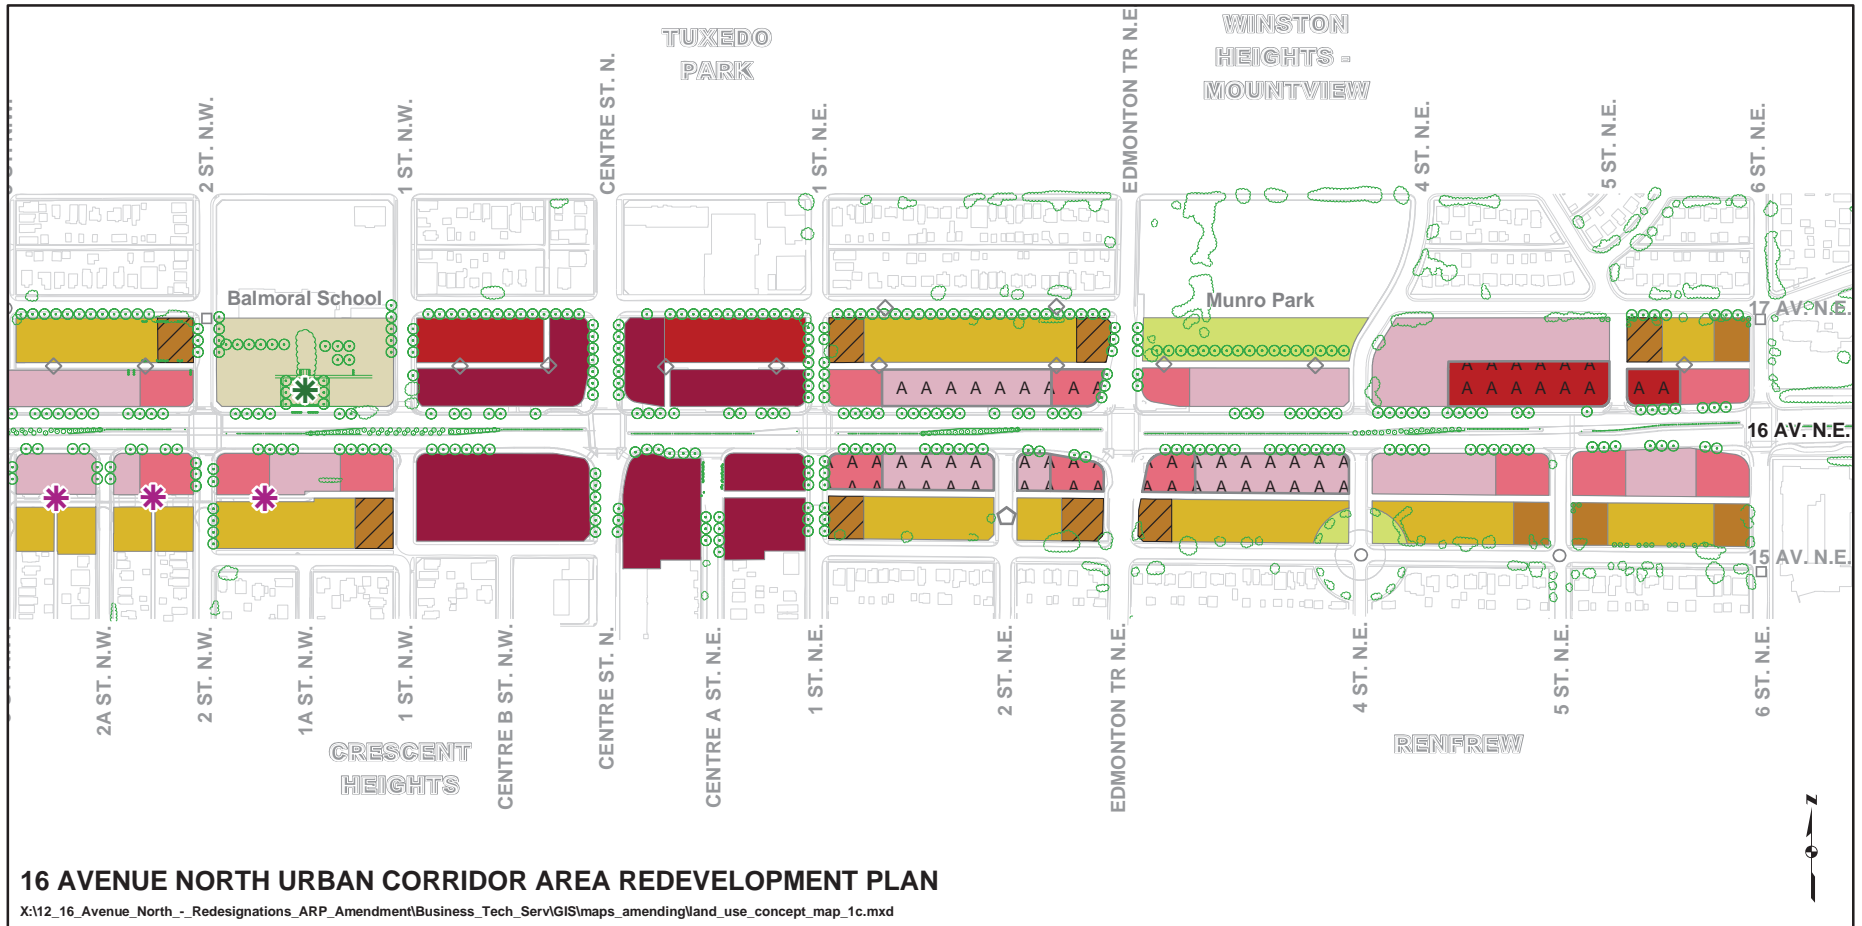 TUXEDO
PARK
WINSTON
HEIGHTS -
MOUNTVIEW
2 ST. N.W.
1 ST. N.W.
CENTRE ST. N.
1 ST. N.E.
EDMONTON TR N.E
4 ST. N.E.
5 ST. N.E.
6 ST. N.E.
Balmoral School
Munro Park
17 AV. N.E.
A A A A A A
A A A A A A A A A
A A A A A A
A A
16 AV. N.E.
A A A A A A A
A A A A
A A A A A A A A A
A A A A A A A
A A A A
A A A A A A A A A
15 AV. N.E.
2A ST. N.W.
2 ST. N.W.
1A ST. N.W.
1 ST. N.W.
CENTRE B ST. N.W.
CENTRE ST. N.
CENTRE A ST. N.E.
1 ST. N.E.
2 ST. N.E.
EDMONTON TR N.E.
4 ST. N.E.
5 ST. N.E.
6 ST. N.E.
CRESCENT
HEIGHTS
RENFREW
N
16 AVENUE NORTH URBAN CORRIDOR AREA REDEVELOPMENT PLAN
X:\12_16_Avenue_North_-_Redesignations_ARP_Amendment\Business_Tech_Serv\GIS\maps_amending\land_use_concept_map_1c.mxd